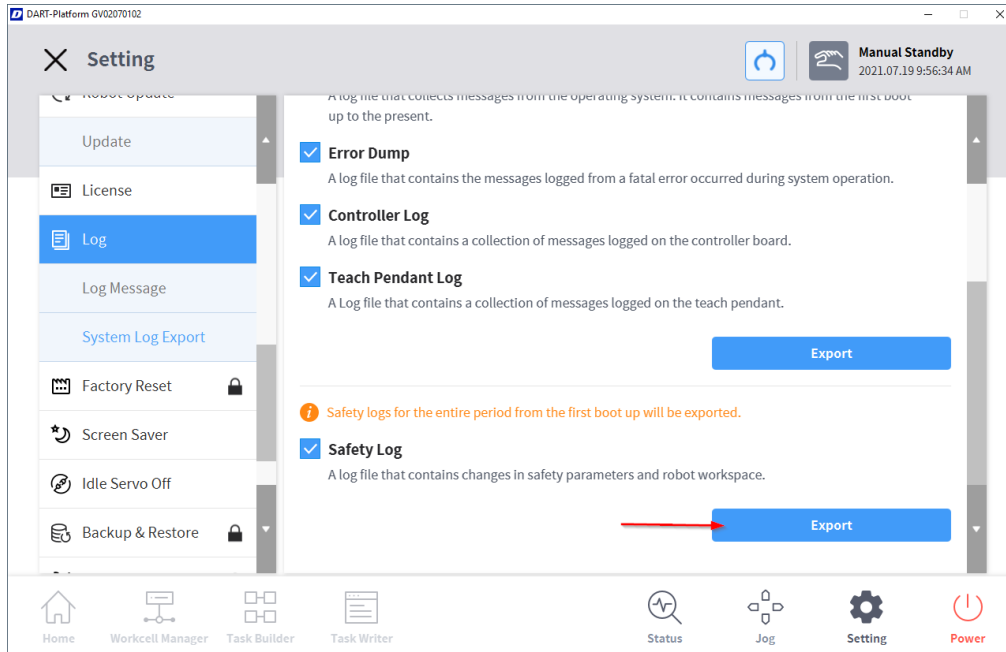 DART-Platform GV02070102
Setting
Manual Standby
2021.07.19 9:56:34 AM
Robot Update
Update
License
Log
Log Message
System Log Export
Factory Reset
Screen Saver
Idle Servo Off
Backup & Restore
A log file that collects messages from the operating system. It contains messages from the first boot
up to the present.
Error Dump
A log file that contains the messages logged from a fatal error occurred during system operation.
Controller Log
A log file that contains a collection of messages logged on the controller board.
Teach Pendant Log
A Log file that contains a collection of messages logged on the teach pendant.
Export
Safety logs for the entire period from the first boot up will be exported.
Safety Log
A log file that contains changes in safety parameters and robot workspace.
Export
Home
Workcell Manager
Task Builder
Task Writer
Status
Jog
Setting
Power